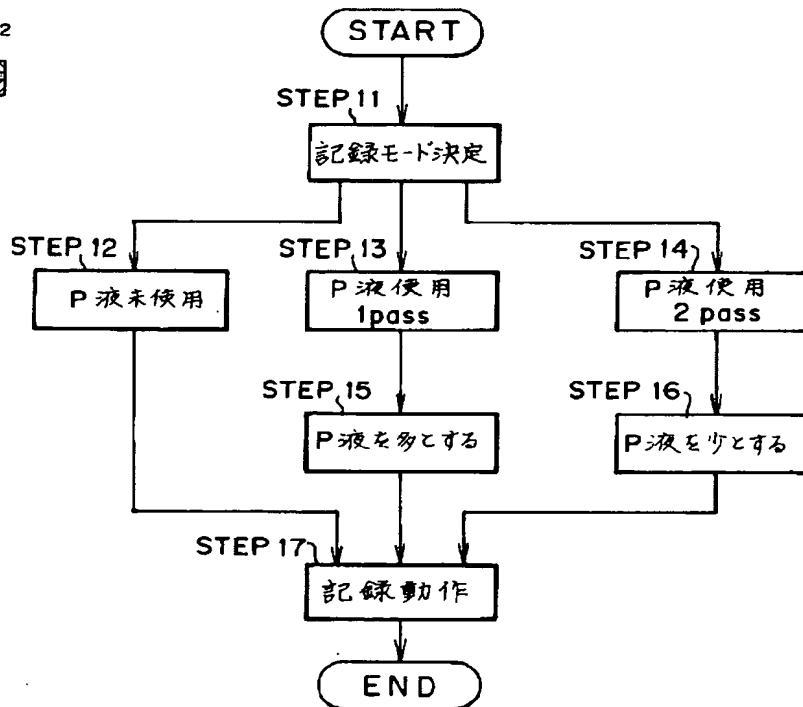 2
START
STEP 11
記録モード決定
STEP 12
P液未使用
STEP 13
P液使用
1pass
STEP 14
P液使用
2 pass
STEP 15
P液を多とする
STEP 16
P液を少とする
STEP 17
記録動作
END